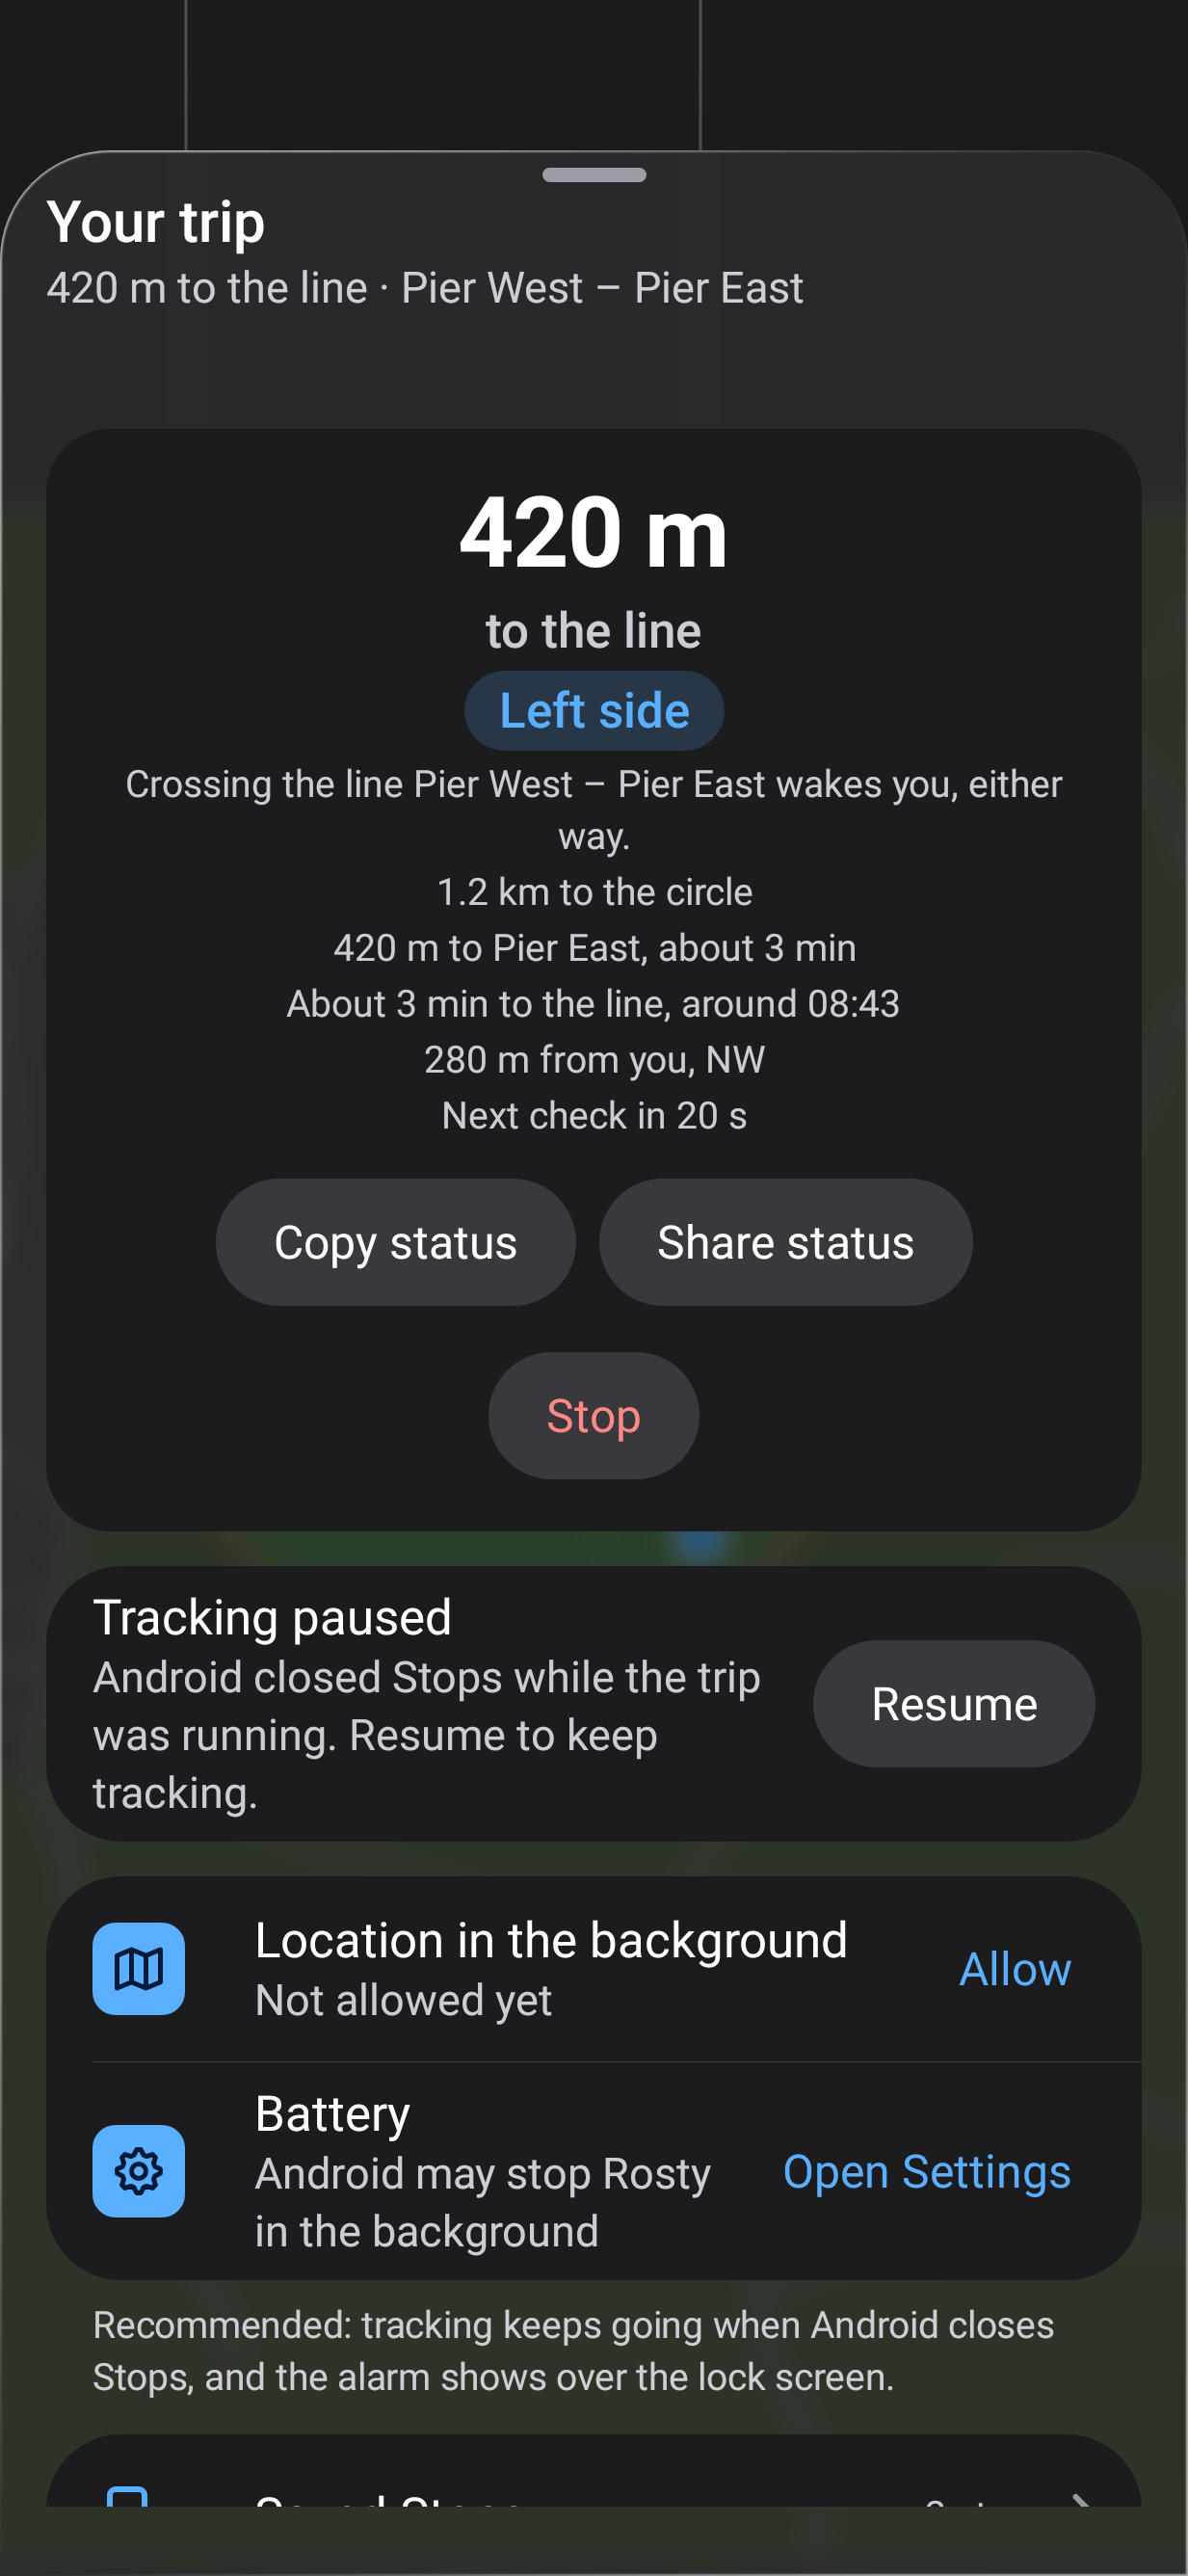 Your trip
420 m to the line · Pier West – Pier East
420 m
to the line
Left side
Crossing the line Pier West – Pier East wakes you, either
way.
1.2 km to the circle
420 m to Pier East, about 3 min
About 3 min to the line, around 08:43
280 m from you, NW
Next check in 20 s
Copy status
Share status
Stop
Tracking paused
Android closed Stops while the trip
was running. Resume to keep
tracking.
Resume
Location in the background
Not allowed yet
Allow
Battery
Android may stop Rosty
in the background
Open Settings
Recommended: tracking keeps going when Android closes
Stops, and the alarm shows over the lock screen.